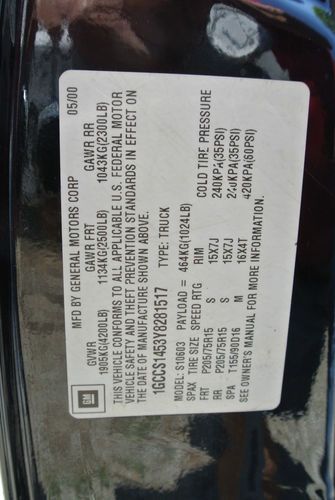 MFD BY GENERAL MOTORS CORP 05/00
GVWR GAWR FRT GAWR RR
1905KG(4200LB) 1134KG(2500LB) 1043KG(2300LB)
THIS VEHICLE CONFORMS TO ALL APPLICABLE U.S. FEDERAL MOTOR
VEHICLE SAFETY AND THEFT PREVENTION STANDARDS IN EFFECT ON
THE DATE OF MANUFACTURE SHOWN ABOVE.
1GCCS1453Y8281517 TYPE: TRUCK
MODEL: S10603 PAYLOAD = 464KG(1024LB)
SPAX TIRE SIZE SPEED RTG RIM COLD TIRE PRESSURE
FRT P205/75R15 S 15X7J 240KPA(35PSI)
RR P205/75R15 S 15X7J 240KPA(35PSI)
SPA T155/90D16 M 16X4T 420KPA(60PSI)
SEE OWNER'S MANUAL FOR MORE INFORMATION.
GM